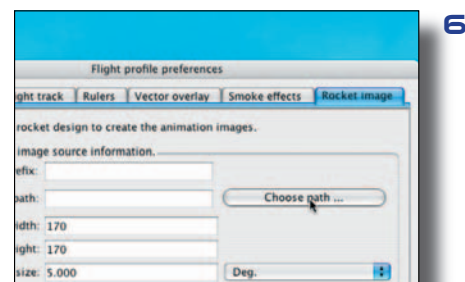 6
Flight profile preferences
ght track Rulers Vector overlay Smoke effects Rocket image
rocket design to create the animation images.
image source information.
efix:
path: Choose path ...
idth: 170
ight: 170
size: 5.000 Deg.